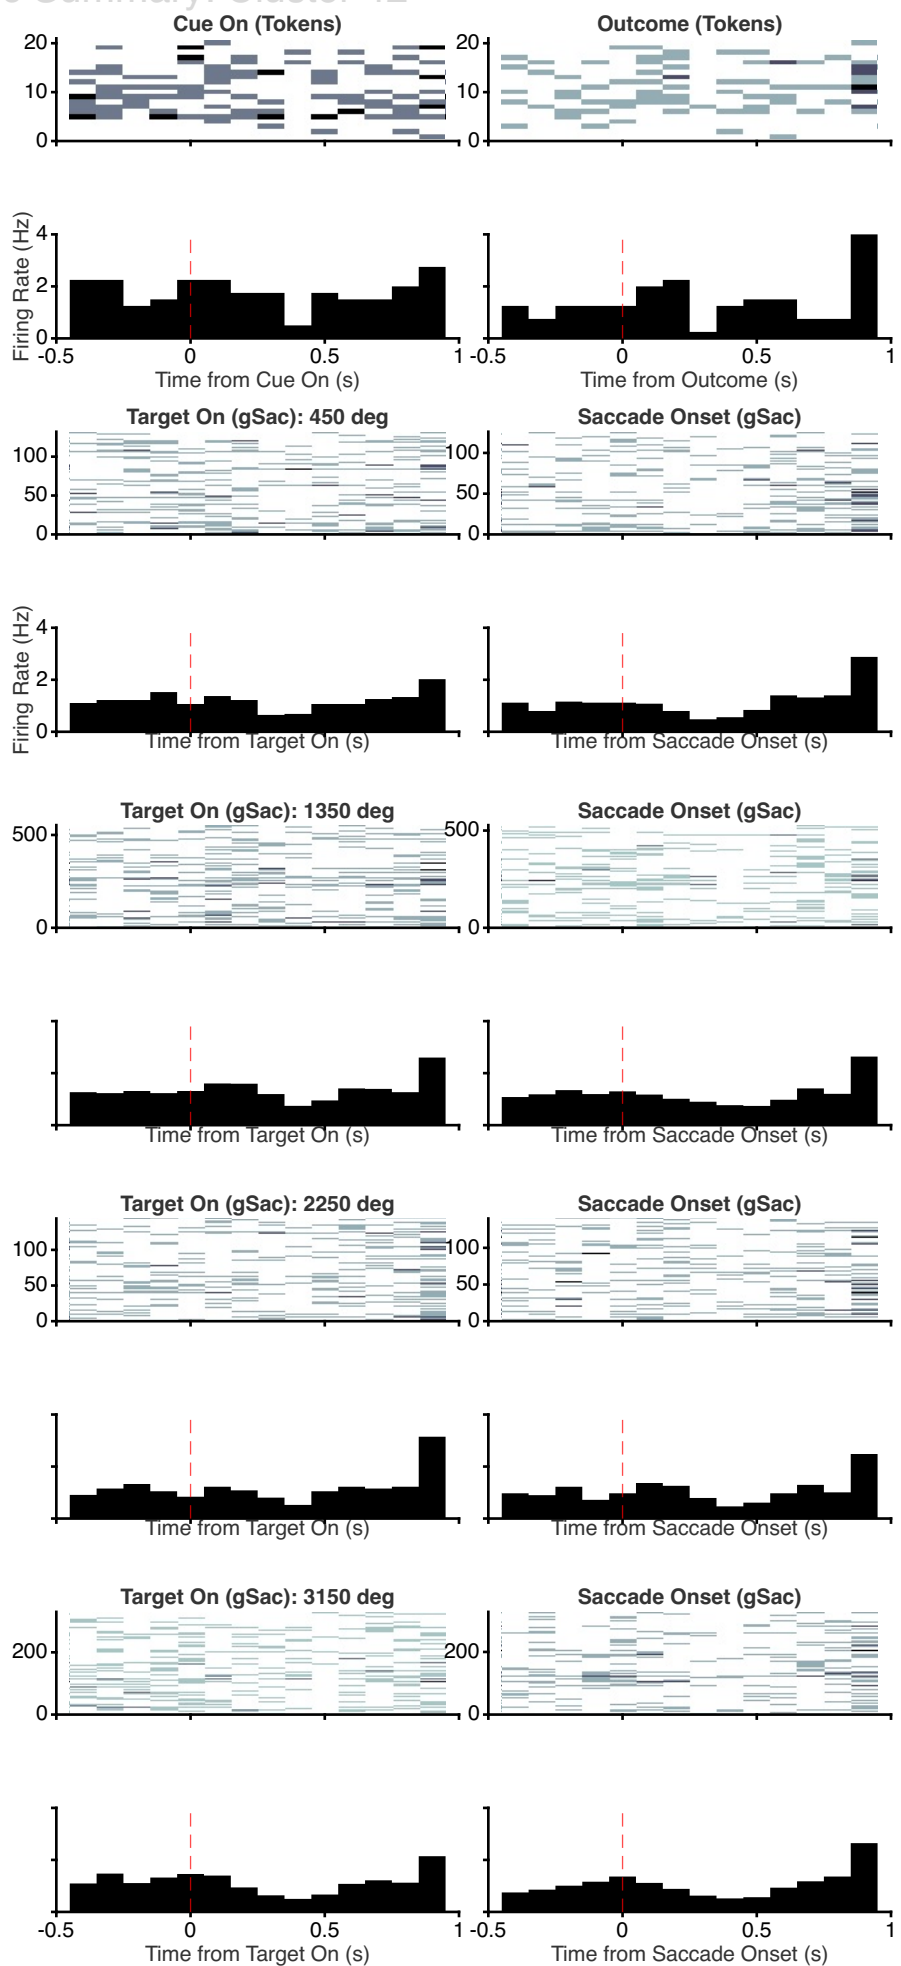 Summary: Cluster
Cue On (Tokens)
Outcome (Tokens)
20
10
0
20
10
0
Firing Rate (Hz)
4
2
0
-0.5 0 0.5 1
-0.5 0 0.5 1
Time from Cue On (s)
Time from Outcome (s)
Target On (gSac): 450 deg
Saccade Onset (gSac)
100
50
0
100
50
0
Firing Rate (Hz)
4
2
0
Time from Target On (s)
Time from Saccade Onset (s)
Target On (gSac): 1350 deg
Saccade Onset (gSac)
500
0
500
0
Time from Target On (s)
Time from Saccade Onset (s)
Target On (gSac): 2250 deg
Saccade Onset (gSac)
100
50
0
100
50
0
Time from Target On (s)
Time from Saccade Onset (s)
Target On (gSac): 3150 deg
Saccade Onset (gSac)
200
0
200
0
-0.5 0 0.5 1
-0.5 0 0.5 1
Time from Target On (s)
Time from Saccade Onset (s)